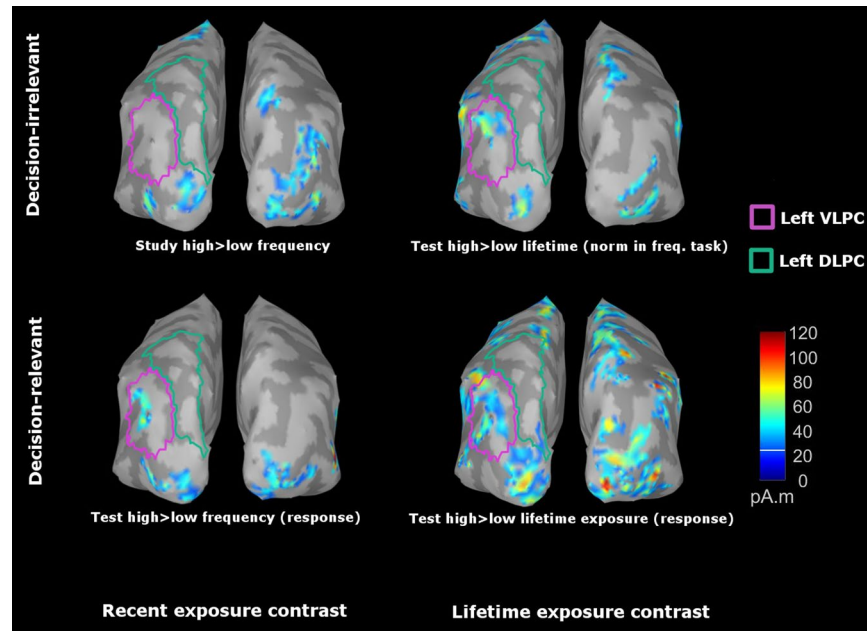 Decision-irrelevant
Study high>low frequency
Test high>low lifetime (norm in freq. task)
Left VLPC
Left DLPC
Decision-relevant
Test high>low frequency (response)
Test high>low lifetime exposure (response)
120
100
80
60
40
20
0
pA.m
Recent exposure contrast
Lifetime exposure contrast